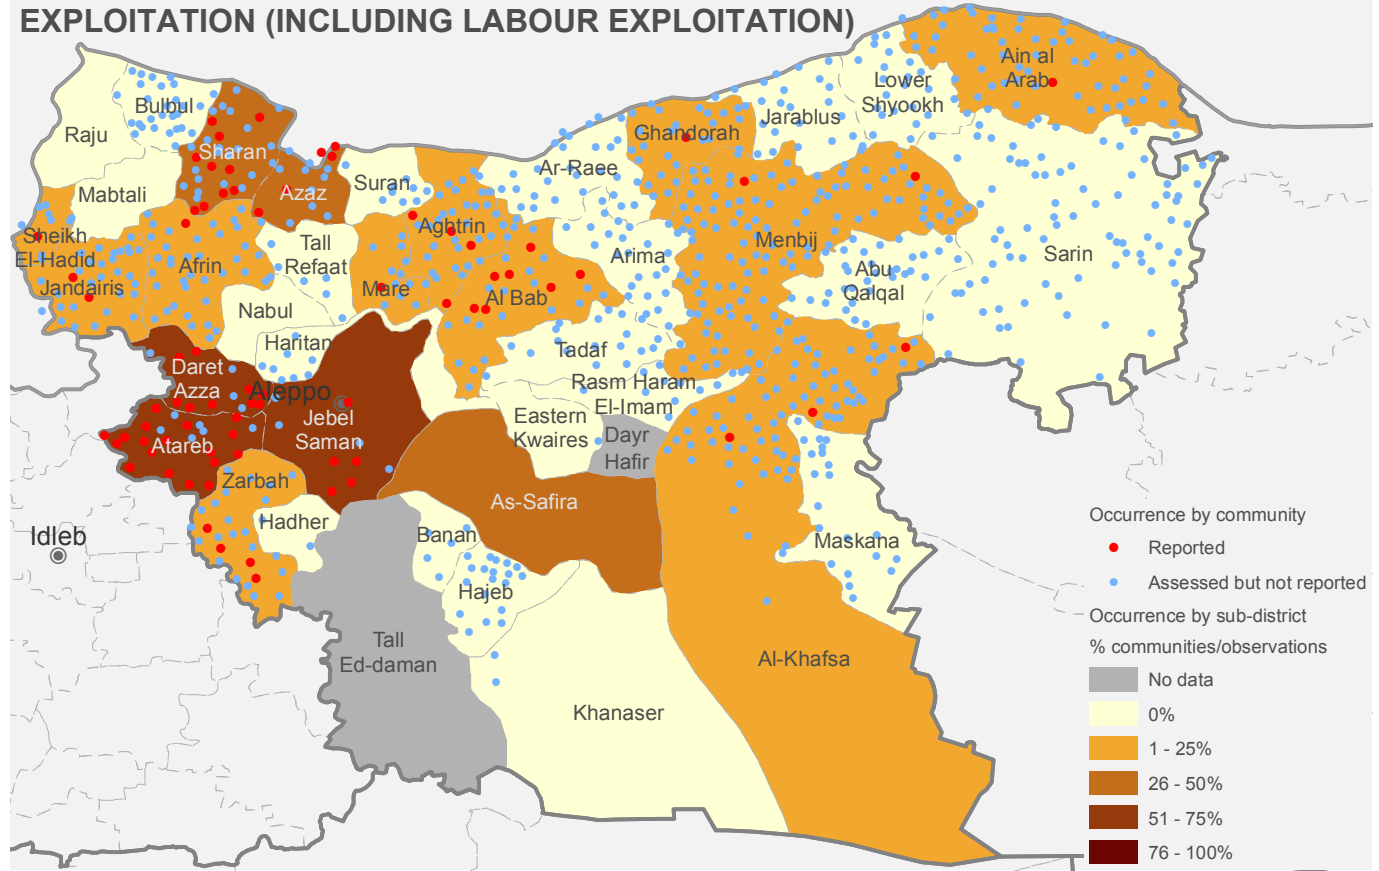 EXPLOITATION (INCLUDING LABOUR EXPLOITATION)
Ain al
Arab
Lower
Shyookh
Bulbul
Jarablus
Raju
Ghandorah
Sharan
Ar-Raee
Suran
Azaz
Mabtali
Aghtrin
Sheikh
El-Hadid
Menbij
Tall
Refaat
Arima
Sarin
Afrin
Abu
Qalqal
Jandairis
Mare
Al Bab
Nabul
Haritan
Tadaf
Daret
Azza
Rasm Haram
El-Imam
Aleppo
Jebel
Saman
Eastern
Kwaires
Dayr
Hafir
Atareb
Zarbah
As-Safira
Hadher
Banan
Idleb
Maskana
Hajeb
Tall
Ed-daman
Al-Khafsa
Khanaser
Occurrence by community
Reported
Assessed but not reported
Occurrence by sub-district
% communities/observations
No data
0%
1 - 25%
26 - 50%
51 - 75%
76 - 100%